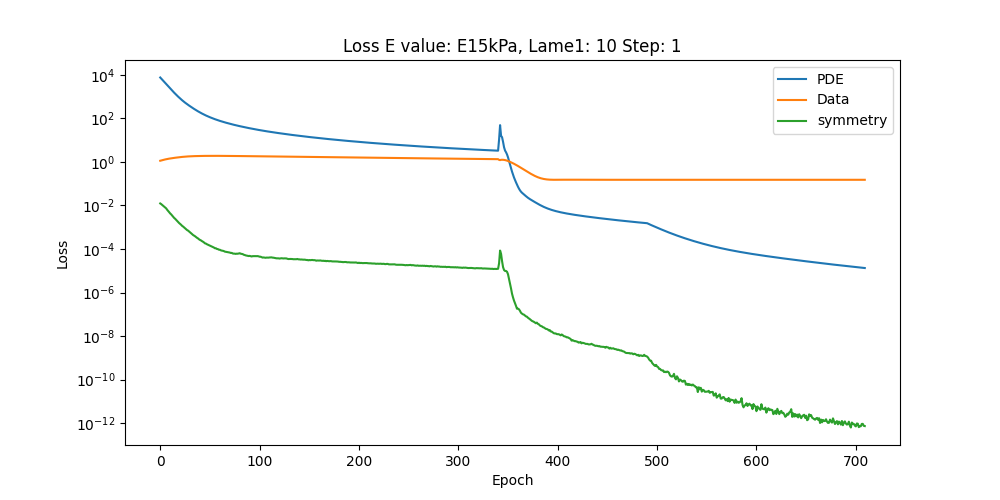 Loss E value: E15kPa, Lame1: 10 Step: 1
PDE
Data
symmetry
Loss
10^4
10^2
10^0
10^-2
10^-4
10^-6
10^-8
10^-10
10^-12
0 100 200 300 400 500 600 700
Epoch